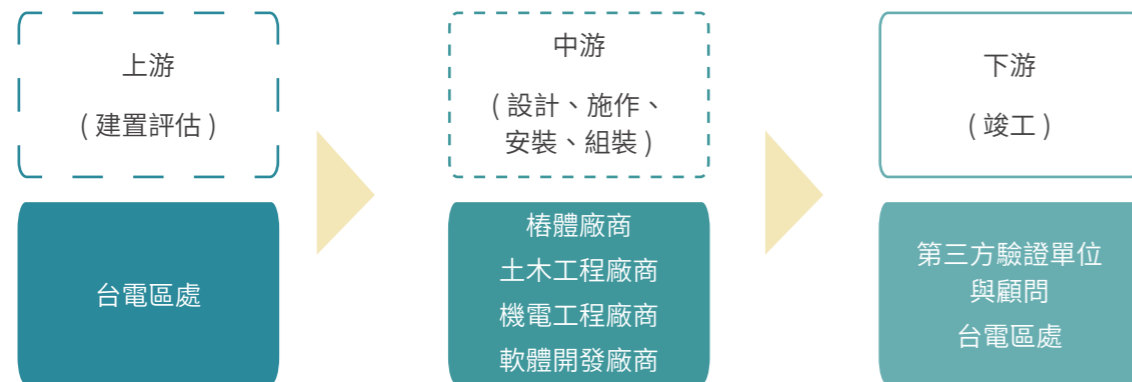 上游
( 建置評估 )
台電區處
中游
( 設計、施作、
安裝、組裝 )
樁體廠商
土木工程廠商
機電工程廠商
軟體開發廠商
下游
( 竣工 )
第三方驗證單位
與顧問
台電區處